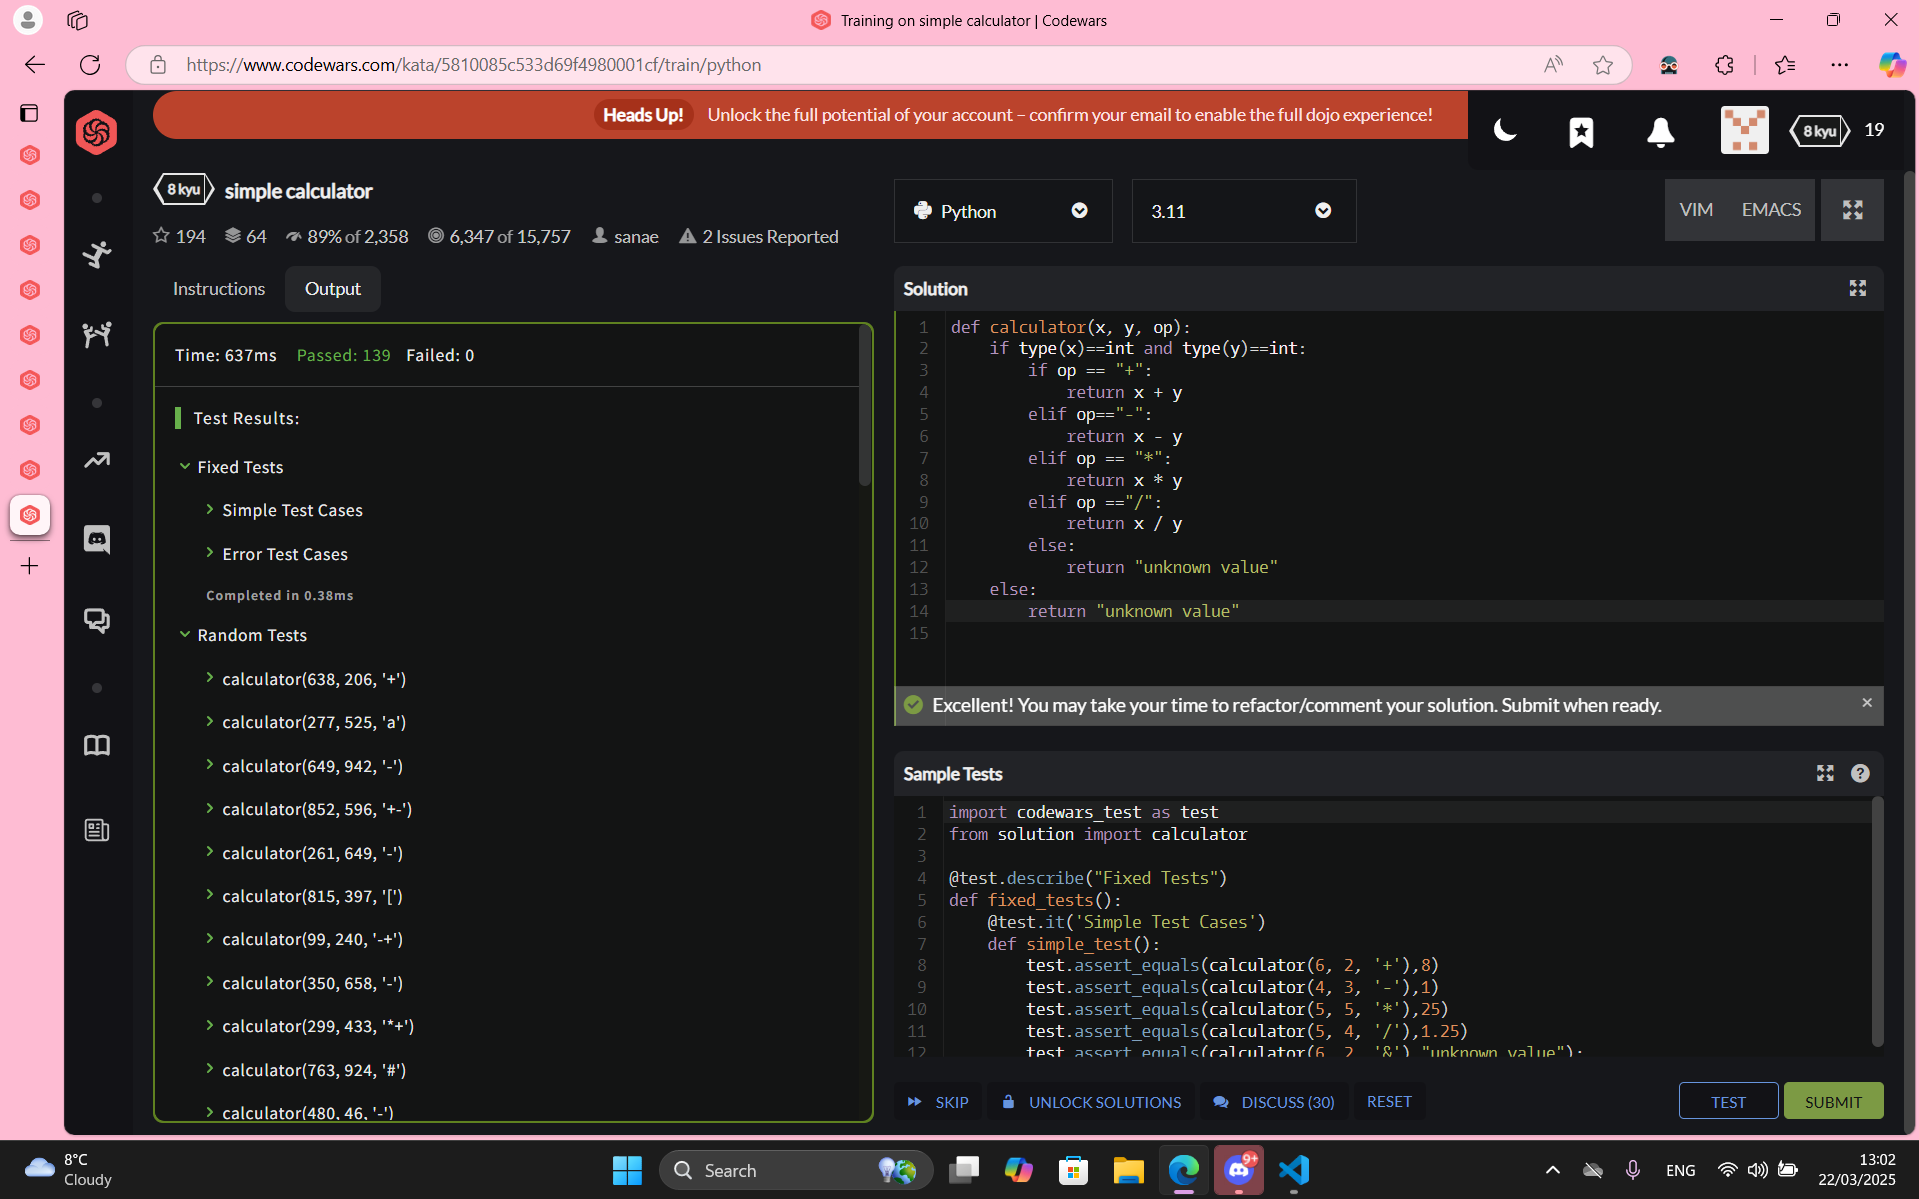 Training on simple calculator | Codewars
https://www.codewars.com/kata/5810085c533d69f4980001cf/train/python
Heads Up! Unlock the full potential of your account – confirm your email to enable the full dojo experience!
8 kyu 19
8 kyu simple calculator
194 64 89% of 2,358 6,347 of 15,757 sanae 2 Issues Reported
Python
3.11
VIM EMACS
Instructions Output
Time: 637ms Passed: 139 Failed: 0
Test Results:
Fixed Tests
Simple Test Cases
Error Test Cases
Completed in 0.38ms
Random Tests
calculator(638, 206, '+')
calculator(277, 525, 'a')
calculator(649, 942, '-')
calculator(852, 596, '+-')
calculator(261, 649, '-')
calculator(815, 397, '[')
calculator(99, 240, '-+')
calculator(350, 658, '-')
calculator(299, 433, '*+')
calculator(763, 924, '#')
calculator(480, 46, '-')
Solution
1 def calculator(x, y, op):
2 if type(x)==int and type(y)==int:
3 if op == "+":
4 return x + y
5 elif op=="-":
6 return x - y
7 elif op == "*":
8 return x * y
9 elif op =="/":
10 return x / y
11 else:
12 return "unknown value"
13 else:
14 return "unknown value"
15
Excellent! You may take your time to refactor/comment your solution. Submit when ready.
Sample Tests
1 import codewars_test as test
2 from solution import calculator
3
4 @test.describe("Fixed Tests")
5 def fixed_tests():
6 @test.it('Simple Test Cases')
7 def simple_test():
8 test.assert_equals(calculator(6, 2, '+'),8)
9 test.assert_equals(calculator(4, 3, '-'),1)
10 test.assert_equals(calculator(5, 5, '*'),25)
11 test.assert_equals(calculator(5, 4, '/'),1.25)
12 test.assert_equals(calculator(6, 2, '&'),"unknown value");
SKIP UNLOCK SOLUTIONS DISCUSS (30) RESET TEST SUBMIT
8°C
Cloudy
Search
9+
ENG
13:02
22/03/2025